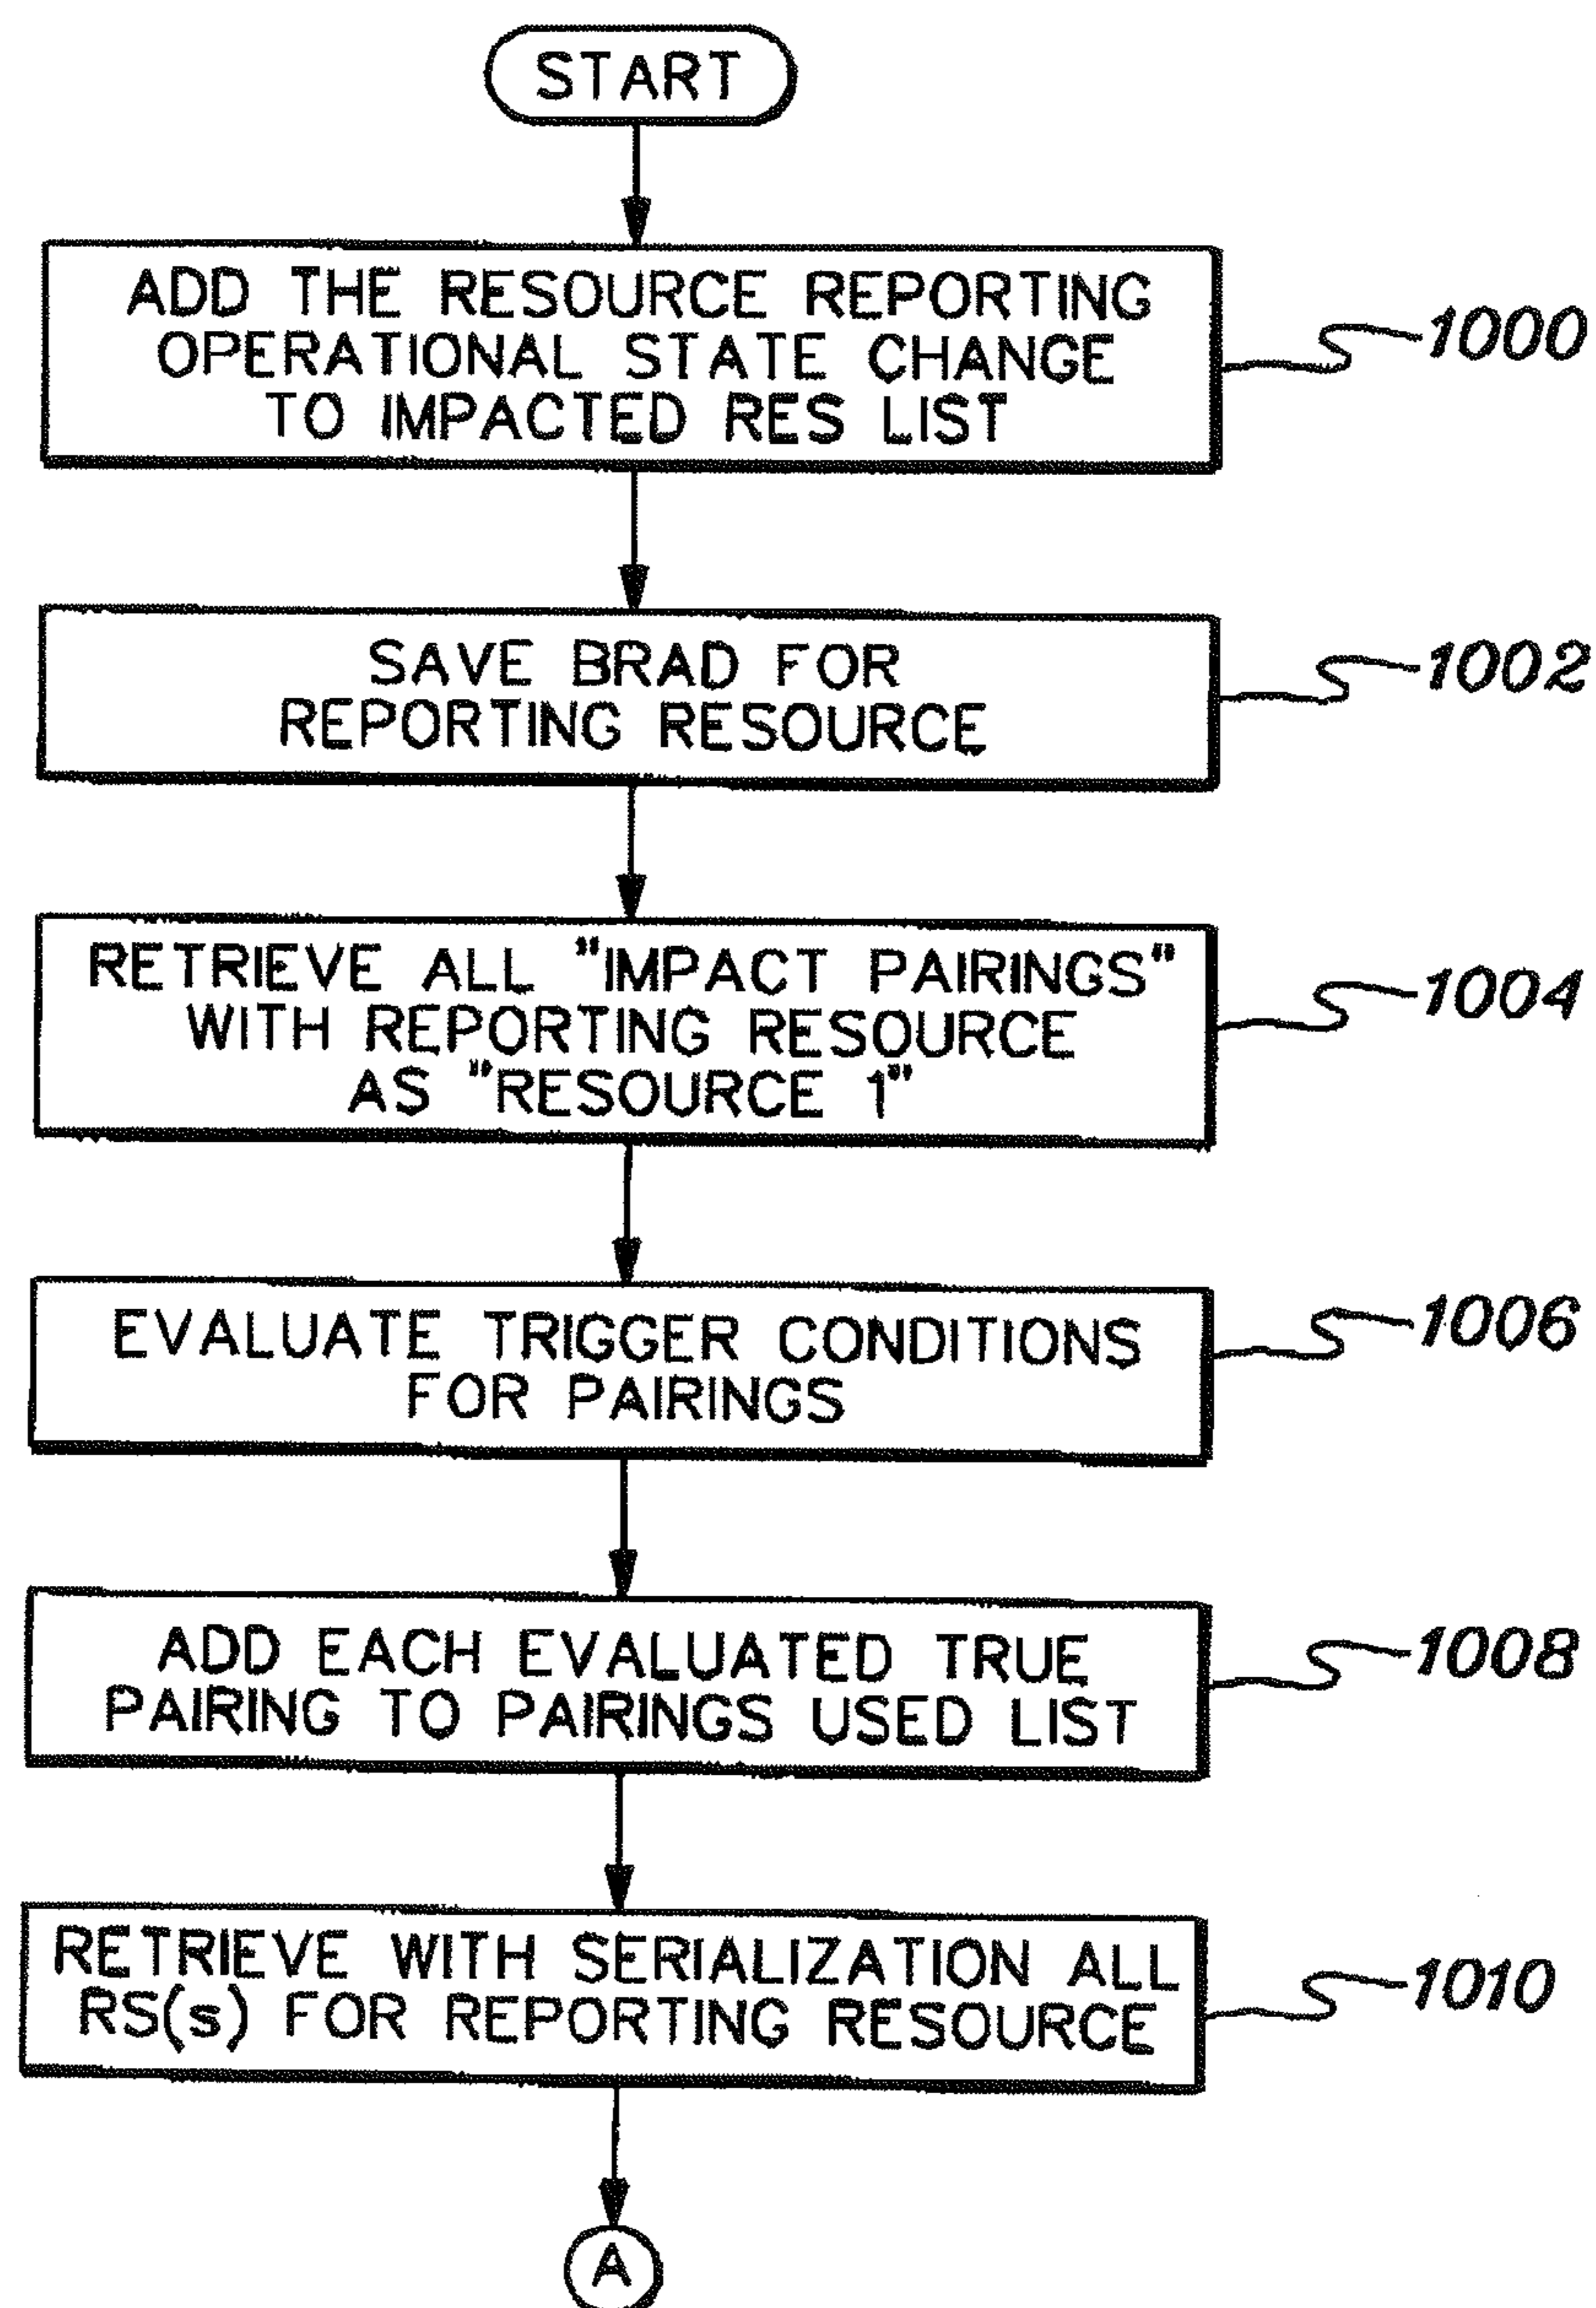 START
ADD THE RESOURCE REPORTING
OPERATIONAL STATE CHANGE
TO IMPACTED RES LIST
1000
SAVE BRAD FOR
REPORTING RESOURCE
1002
RETRIEVE ALL "IMPACT PAIRINGS"
WITH REPORTING RESOURCE
AS "RESOURCE 1"
1004
EVALUATE TRIGGER CONDITIONS
FOR PAIRINGS
1006
ADD EACH EVALUATED TRUE
PAIRING TO PAIRINGS USED LIST
1008
RETRIEVE WITH SERIALIZATION ALL
RS(s) FOR REPORTING RESOURCE
1010
A